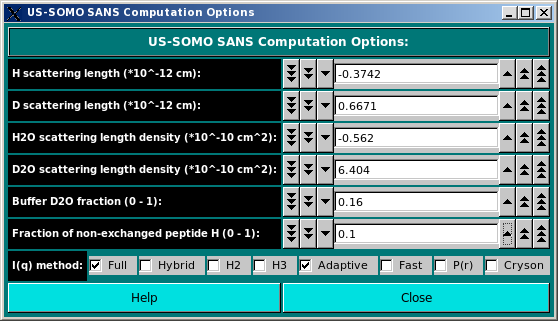 US-SOMO SANS Computation Options
US-SOMO SANS Computation Options:
H scattering length (*10^-12 cm): -0.3742
D scattering length (*10^-12 cm): 0.6671
H2O scattering length density (*10^-10 cm^2): -0.562
D2O scattering length density (*10^-10 cm^2): 6.404
Buffer D2O fraction (0 - 1): 0.16
Fraction of non-exchanged peptide H (0 - 1): 0.1
I(q) method: Full Hybrid H2 H3 Adaptive Fast P(r) Cryson
Help Close